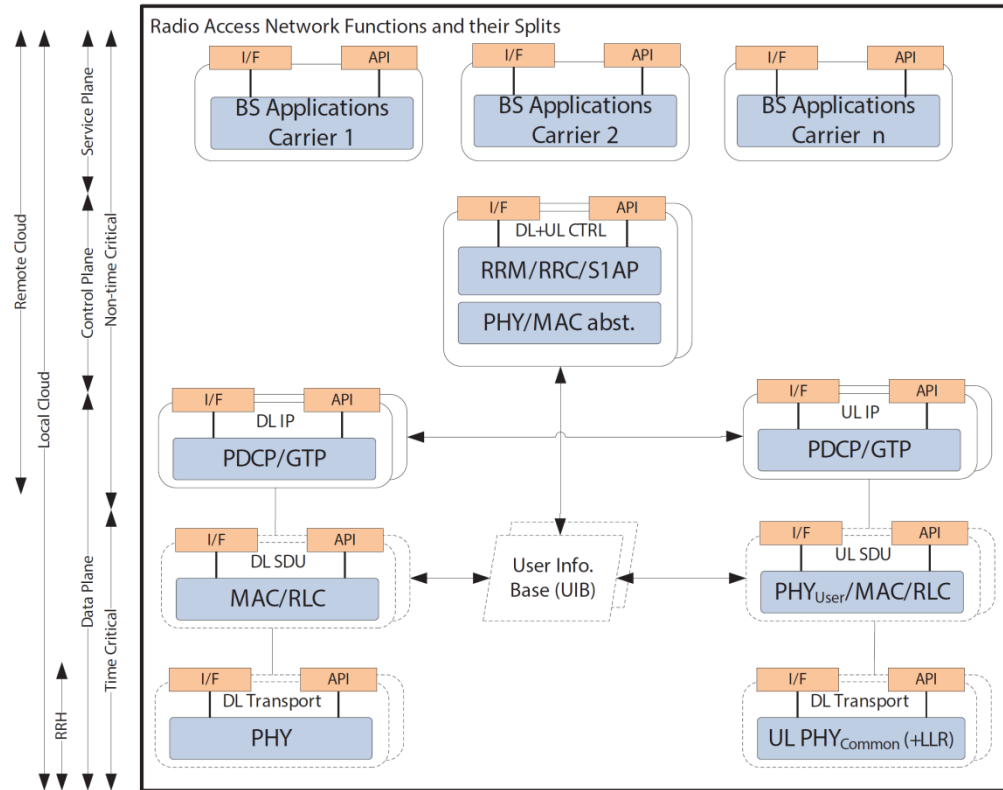 Radio Access Network Functions and their Splits
I/F
API
BS Applications
Carrier 1
I/F
API
BS Applications
Carrier 2
I/F
API
BS Applications
Carrier n
I/F
API
DL+UL CTRL
RRM/RRC/S1AP
PHY/MAC abst.
I/F
API
DL IP
PDCP/GTP
I/F
API
UL IP
PDCP/GTP
I/F
API
DL SDU
MAC/RLC
User Info.
Base (UIB)
I/F
API
UL SDU
PHYUser/MAC/RLC
I/F
API
DL Transport
PHY
I/F
API
DL Transport
UL PHYCommon (+LLR)
Remote Cloud
Local Cloud
RRH
Service Plane
Control Plane
Data Plane
Non-time Critical
Time Critical